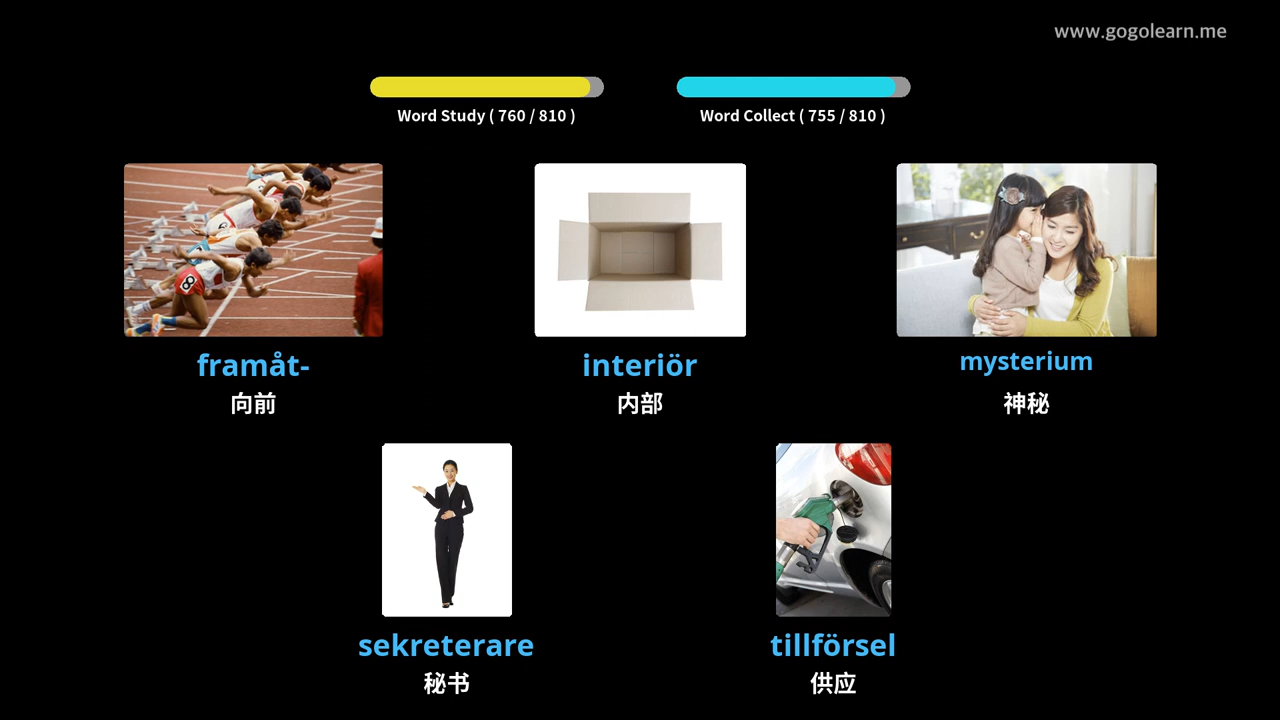 www.gogolearn.me
Word Study ( 760 / 810 )
Word Collect ( 755 / 810 )
framåt-
向前
interiör
内部
mysterium
神秘
8
sekreterare
秘书
tillförsel
供应